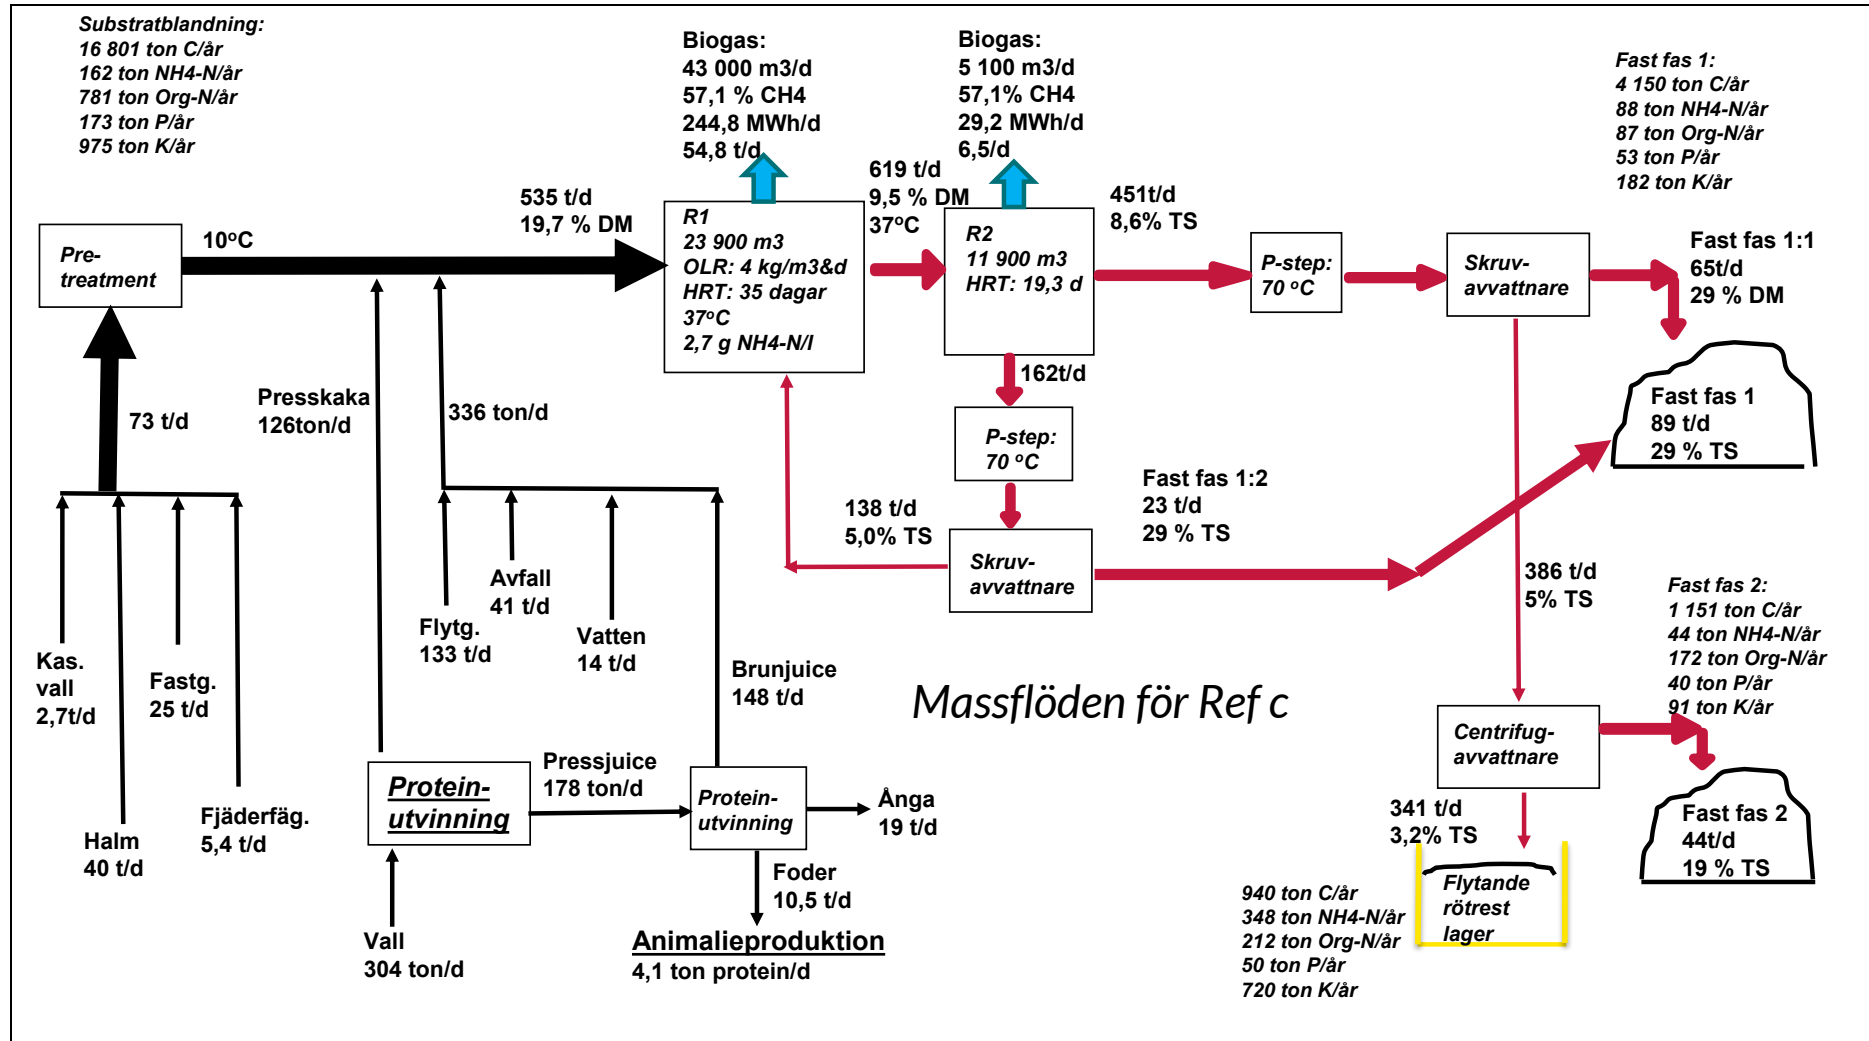 Substratblandning:
16 801 ton C/år
162 ton NH4-N/år
781 ton Org-N/år
173 ton P/år
975 ton K/år
Biogas:
43 000 m3/d
57,1 % CH4
244,8 MWh/d
54,8 t/d
Biogas:
5 100 m3/d
57,1% CH4
29,2 MWh/d
6,5/d
Fast fas 1:
4 150 ton C/år
88 ton NH4-N/år
87 ton Org-N/år
53 ton P/år
182 ton K/år
Pre-
treatment
10°C
535 t/d
19,7 % DM
R1
23 900 m3
OLR: 4 kg/m3&d
HRT: 35 dagar
37°C
2,7 g NH4-N/l
619 t/d
9,5 % DM
37°C
R2
11 900 m3
HRT: 19,3 d
451t/d
8,6% TS
P-step:
70 °C
Skruv-
avvattnare
Fast fas 1:1
65t/d
29 % DM
Fast fas 1
89 t/d
29 % TS
73 t/d
Presskaka
126ton/d
336 ton/d
162t/d
P-step:
70 °C
138 t/d
5,0% TS
Skruv-
avvattnare
Fast fas 1:2
23 t/d
29 % TS
386 t/d
5% TS
Kas.
vall
2,7t/d
Halm
40 t/d
Fastg.
25 t/d
Fjäderfäg.
5,4 t/d
Flytg.
133 t/d
Avfall
41 t/d
Vatten
14 t/d
Brunjuice
148 t/d
Massflöden för Ref c
Fast fas 2:
1 151 ton C/år
44 ton NH4-N/år
172 ton Org-N/år
40 ton P/år
91 ton K/år
Centrifug-
avvattnare
Protein-
utvinning
Pressjuice
178 ton/d
Protein-
utvinning
Ånga
19 t/d
Foder
10,5 t/d
Animalieproduktion
4,1 ton protein/d
Vall
304 ton/d
341 t/d
3,2% TS
Flytande
rötrest
lager
Fast fas 2
44t/d
19 % TS
940 ton C/år
348 ton NH4-N/år
212 ton Org-N/år
50 ton P/år
720 ton K/år